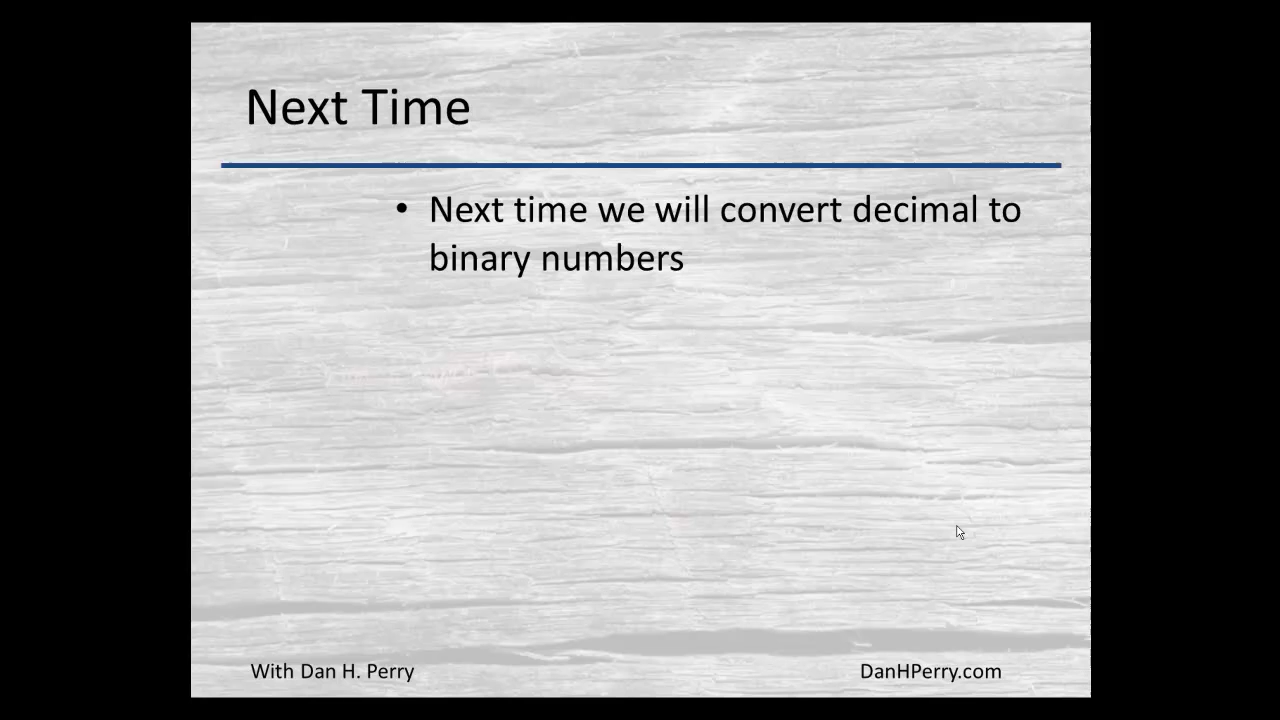 Next Time
• Next time we will convert decimal to
binary numbers
With Dan H. Perry
DanHPerry.com